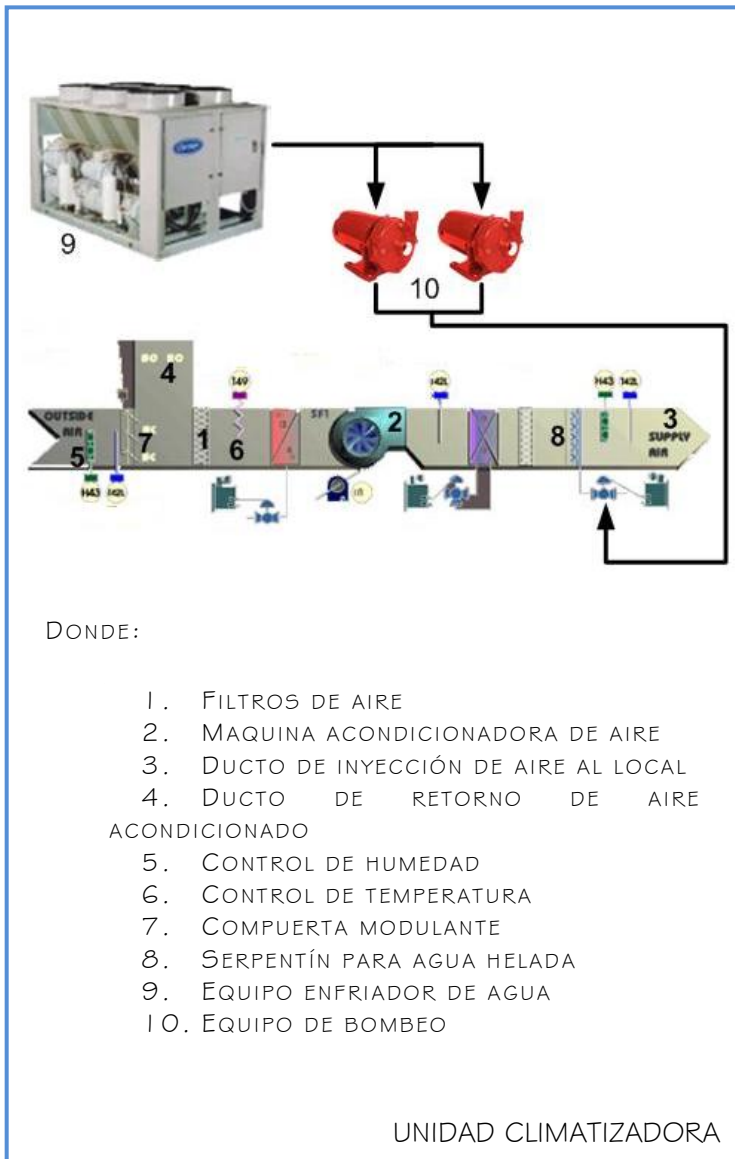 Carrier
9
10
4
T49
142L
H43
142L
OUTSIDE
AIR
5
7
1
6
SF1
2
8
3
SUPPLY
AIR
H43
142L
DONDE:
1. FILTROS DE AIRE
2. MAQUINA ACONDICIONADORA DE AIRE
3. DUCTO DE INYECCIÓN DE AIRE AL LOCAL
4. DUCTO DE RETORNO DE AIRE
ACONDICIONADO
5. CONTROL DE HUMEDAD
6. CONTROL DE TEMPERATURA
7. COMPUERTA MODULANTE
8. SERPENTÍN PARA AGUA HELADA
9. EQUIPO ENFRIADOR DE AGUA
10. EQUIPO DE BOMBEO
UNIDAD CLIMATIZADORA